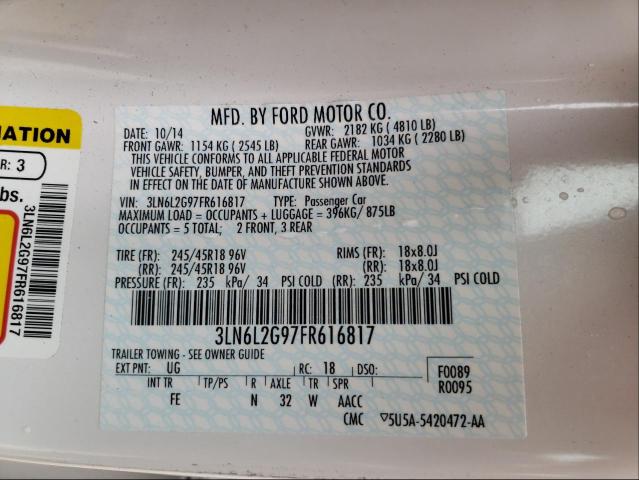 MFD. BY FORD MOTOR CO.
DATE: 10/14 GVWR: 2182 KG ( 4810 LB)
FRONT GAWR: 1154 KG ( 2545 LB) REAR GAWR: 1034 KG ( 2280 LB)
THIS VEHICLE CONFORMS TO ALL APPLICABLE FEDERAL MOTOR
VEHICLE SAFETY, BUMPER, AND THEFT PREVENTION STANDARDS
IN EFFECT ON THE DATE OF MANUFACTURE SHOWN ABOVE.
VIN: 3LN6L2G97FR616817 TYPE: Passenger Car
MAXIMUM LOAD = OCCUPANTS + LUGGAGE = 396KG/ 875LB
OCCUPANTS = 5 TOTAL; 2 FRONT, 3 REAR
TIRE (FR): 245/45R18 96V RIMS (FR): 18x8.0J
(RR): 245/45R18 96V (RR): 18x8.0J
PRESSURE (FR): 235 kPa/ 34 PSI COLD (RR): 235 kPa/ 34 PSI COLD
3LN6L2G97FR616817
TRAILER TOWING - SEE OWNER GUIDE
EXT PNT: UG RC: 18 DSO: F0089
R0095
INT TR TP/PS R AXLE TR SPR
FE N 32 W AACC
CMC ▽5U5A-5420472-AA
MATION
R: 3
bs.
3LN6L2G97FR616817